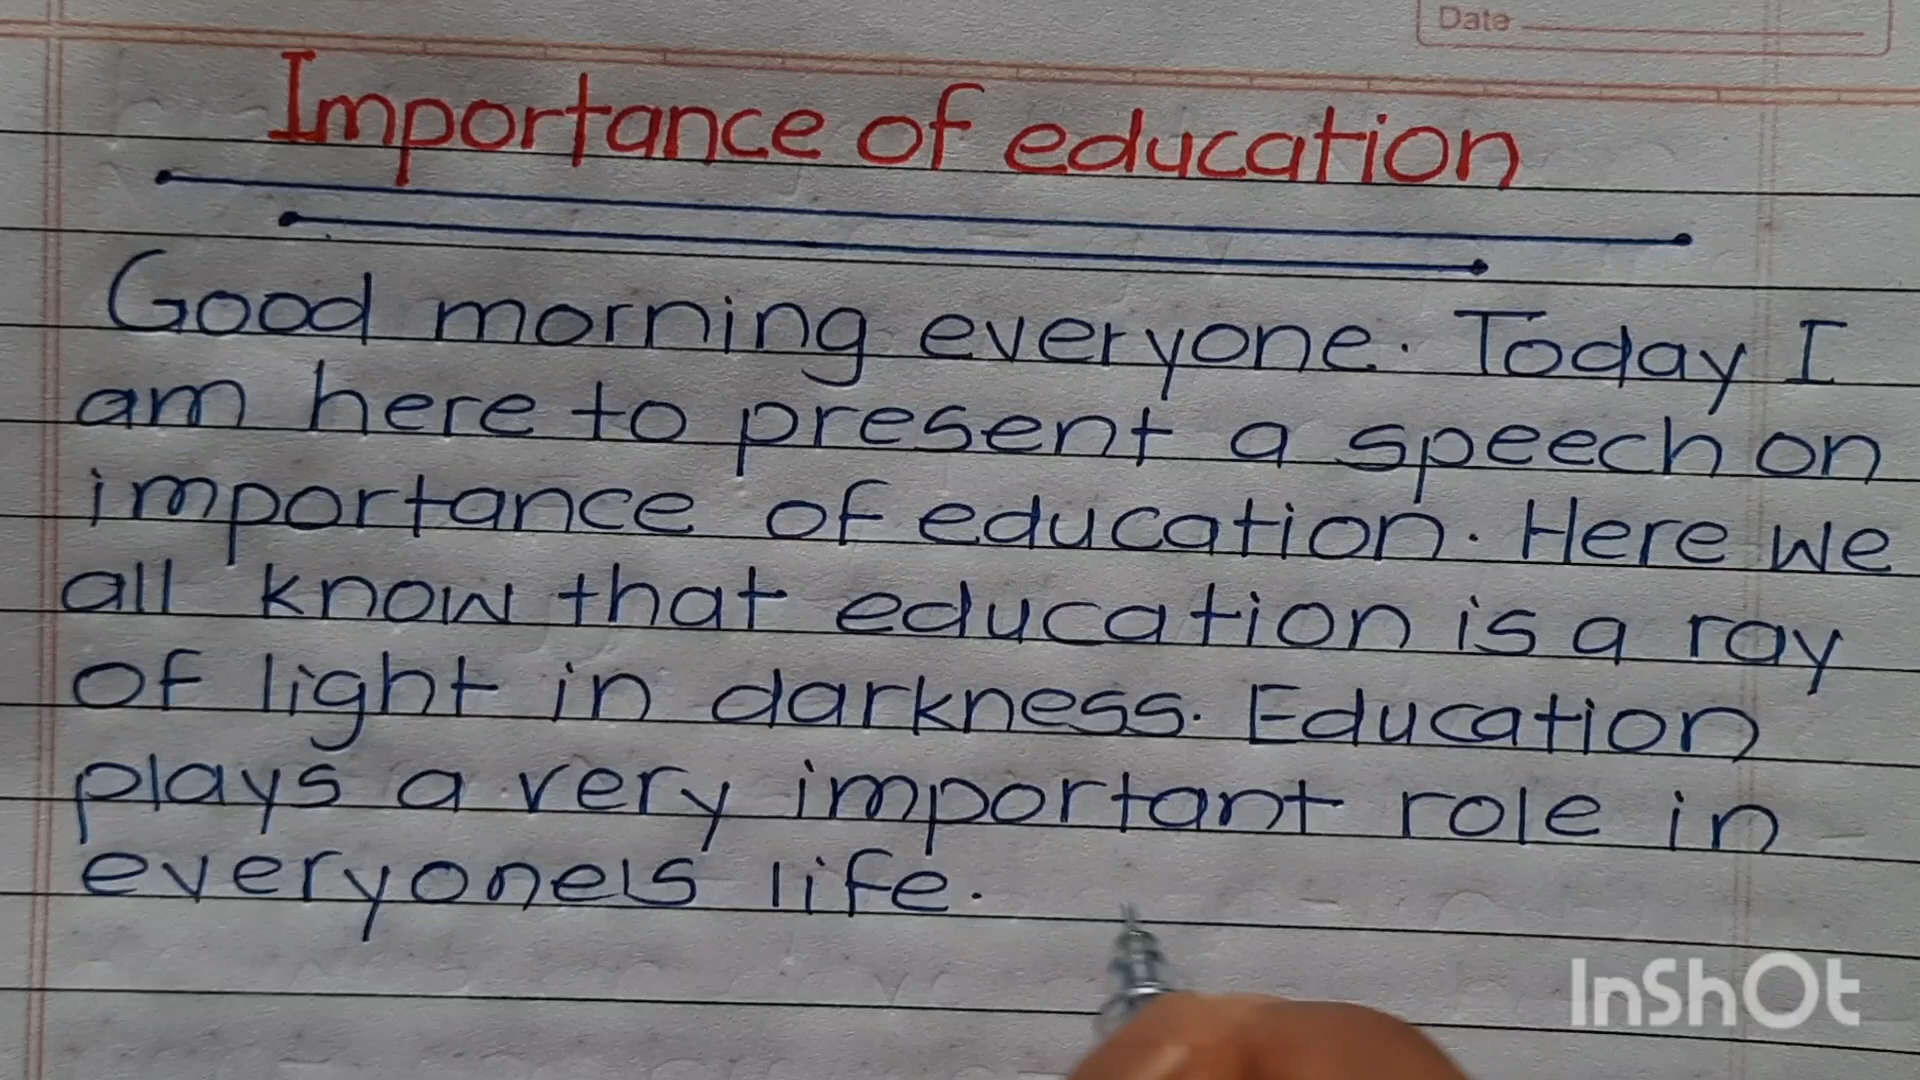 Date
Importance of education
Good morning everyone. Today I
am here to present a speech on
importance of education. Here we
all know that education is a ray
of light in darkness. Education
plays a very important role in
everyone's life.
InShOt